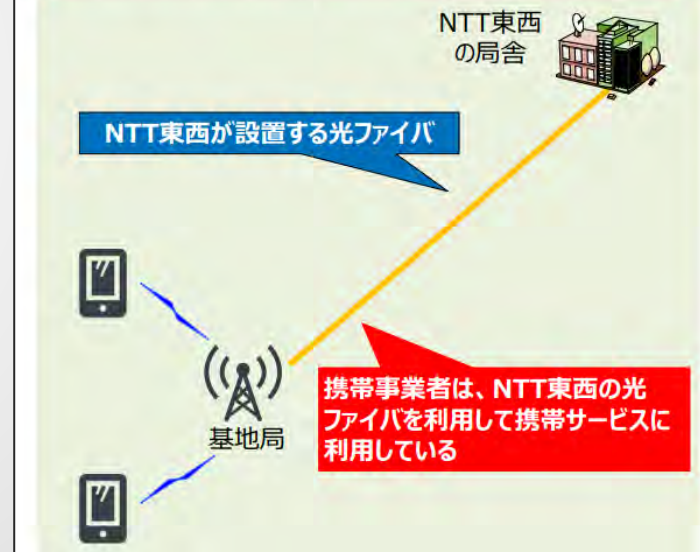 NTT東西
の局舎
NTT東西が設置する光ファイバ
携帯事業者は、NTT東西の光
ファイバを利用して携帯サービスに
利用している
基地局